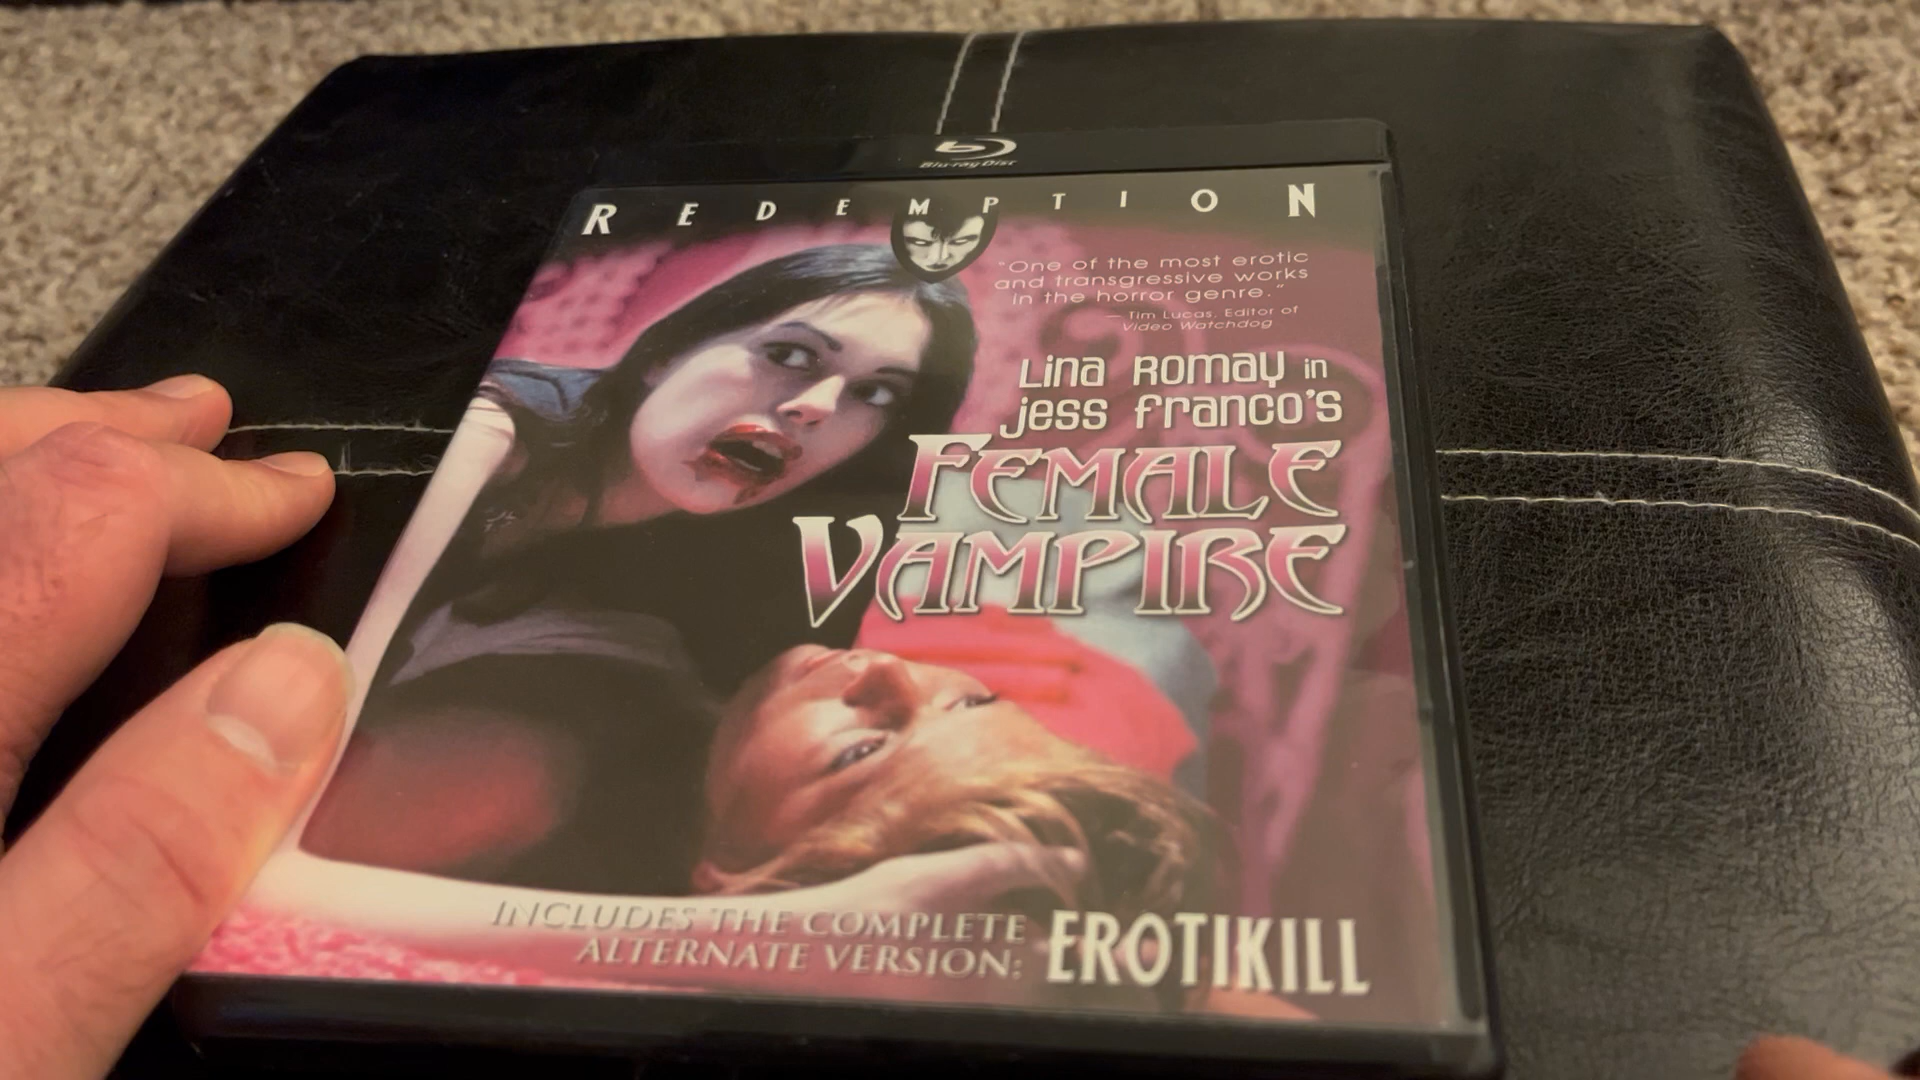 Blu-ray Disc
REDEMPTION
"One of the most erotic
and transgressive works
in the horror genre."
— Tim Lucas, Editor of
Video Watchdog
Lina Romay in
jess franco's
FEMALE
VAMPIRE
INCLUDES THE COMPLETE
ALTERNATE VERSION: EROTIKILL